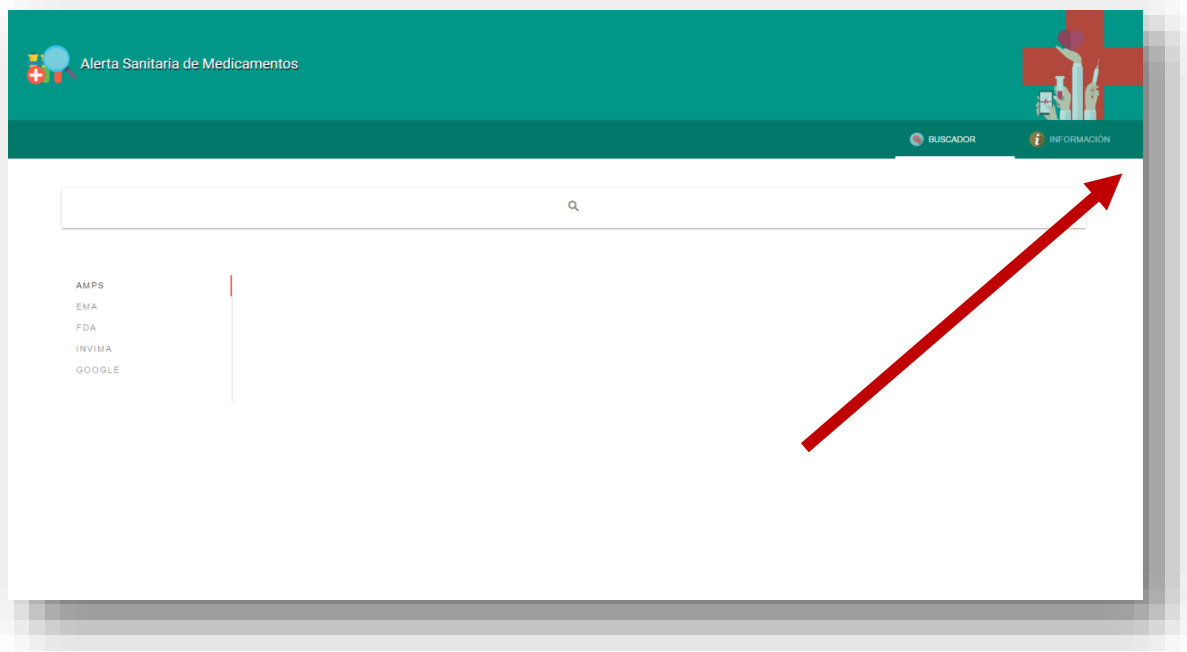 Alerta Sanitaria de Medicamentos
BUSCADOR
INFORMACIÓN
AMPS
EMA
FDA
INVIMA
GOOGLE